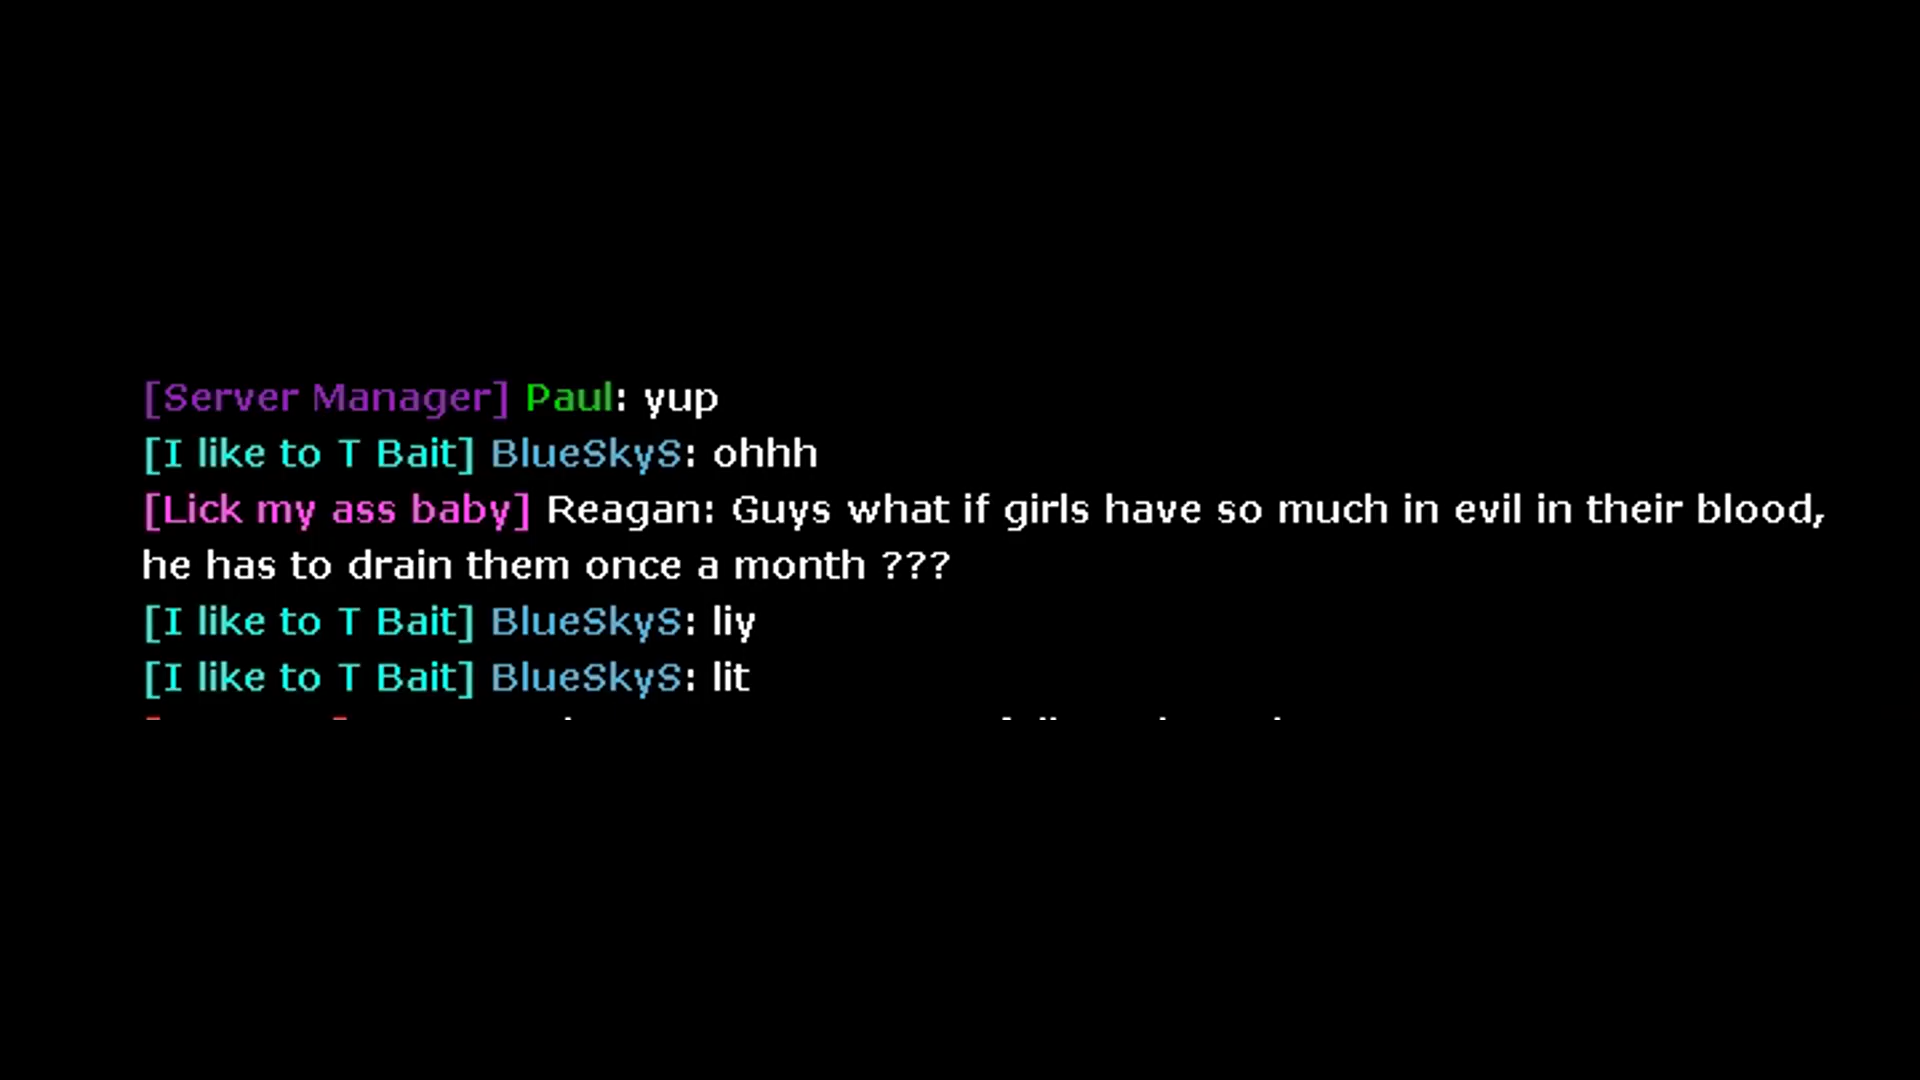 [Server Manager] Paul: yup
[I like to T Bait] BlueSkyS: ohhh
[Lick my ass baby] Reagan: Guys what if girls have so much in evil in their blood,
he has to drain them once a month ???
[I like to T Bait] BlueSkyS: liy
[I like to T Bait] BlueSkyS: lit